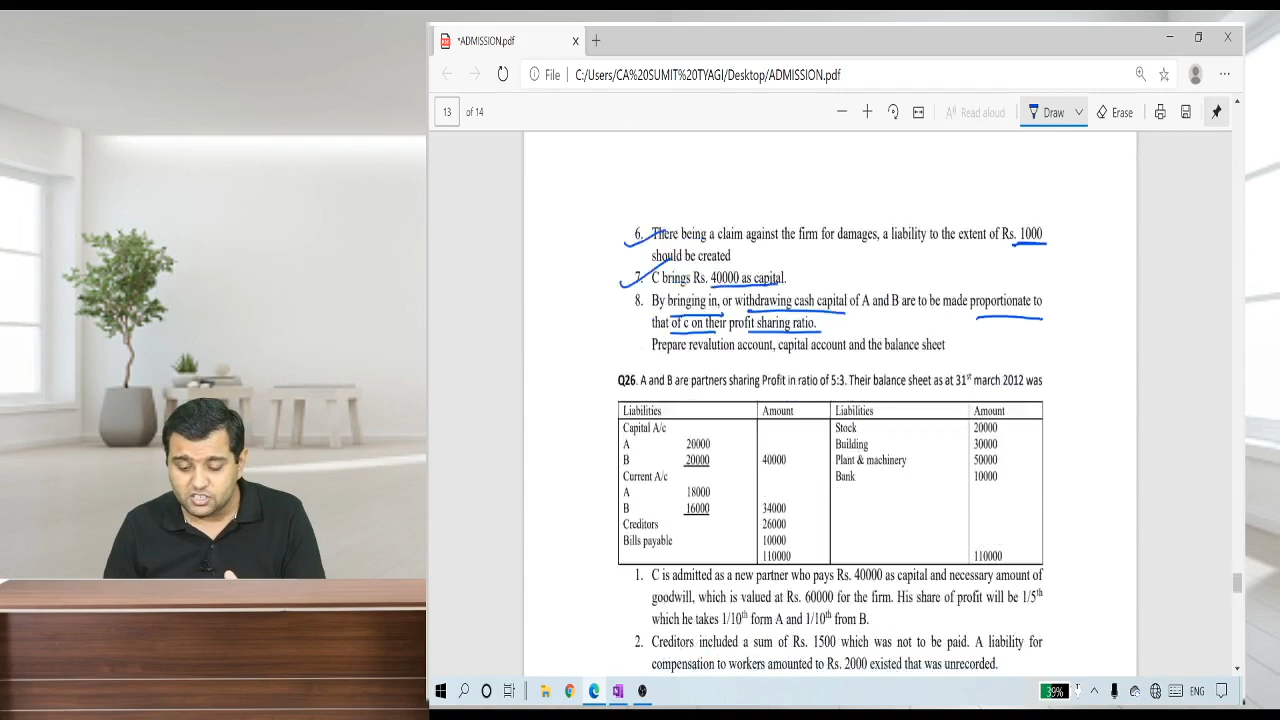 *ADMISSION.pdf
File | C:/Users/CA%20SUMIT%20TYAGI/Desktop/ADMISSION.pdf
13 of 14
Read aloud Draw Erase
6. There being a claim against the firm for damages, a liability to the extent of Rs. 1000
should be created
7. C brings Rs. 40000 as capital.
8. By bringing in, or withdrawing cash capital of A and B are to be made proportionate to
that of c on their profit sharing ratio.
Prepare revalution account, capital account and the balance sheet
Q26. A and B are partners sharing Profit in ratio of 5:3. Their balance sheet as at 31st march 2012 was
Liabilities Amount Liabilities Amount
Capital A/c Stock 20000
A 20000 Building 30000
B 20000 40000 Plant & machinery 50000
Current A/c Bank 10000
A 18000
B 16000 34000
Creditors 26000
Bills payable 10000
110000 110000
1. C is admitted as a new partner who pays Rs. 40000 as capital and necessary amount of
goodwill, which is valued at Rs. 60000 for the firm. His share of profit will be 1/5th
which he takes 1/10th form A and 1/10th from B.
2. Creditors included a sum of Rs. 1500 which was not to be paid. A liability for
compensation to workers amounted to Rs. 2000 existed that was unrecorded.
39% ENG